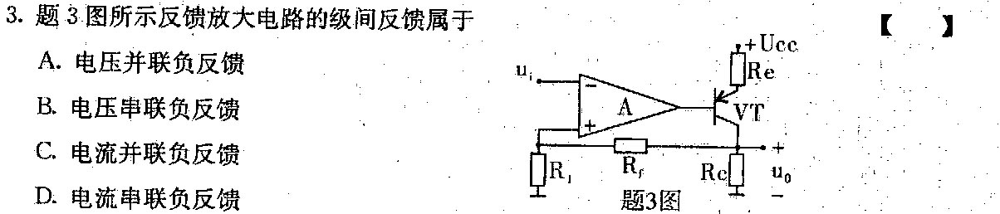 3. 题3图所示反馈放大电路的级间反馈属于 【 】
A. 电压并联负反馈
B. 电压串联负反馈
C. 电流并联负反馈
D. 电流串联负反馈
+Ucc
Re
ui
−
A
VT
+
R1
Rf
Rc
+
u0
−
题3图